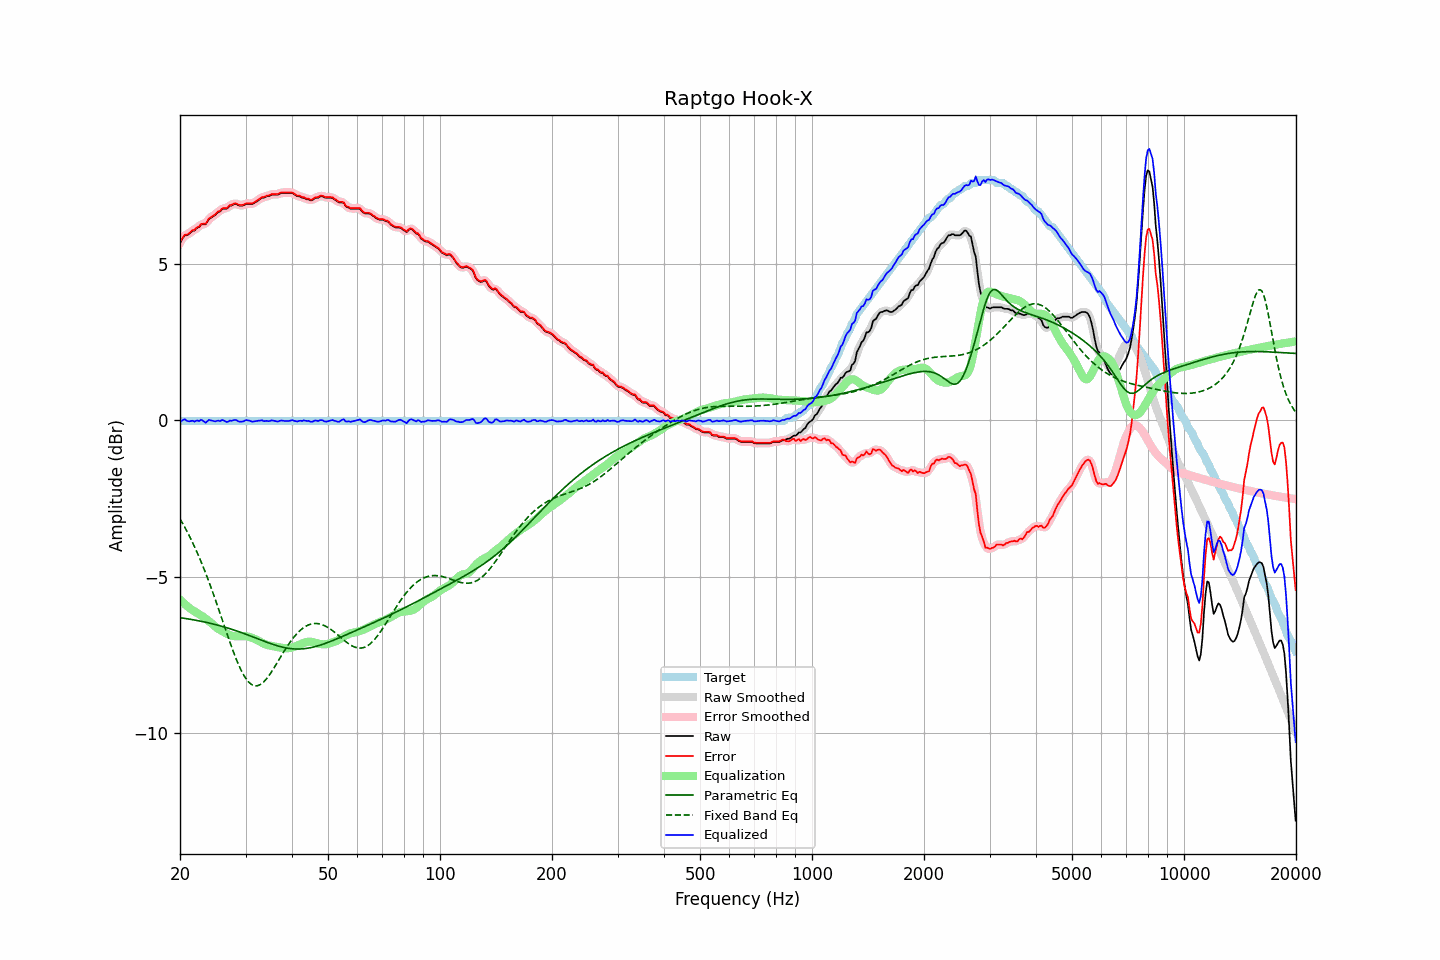 Raptgo Hook-X
Amplitude (dBr)
5
0
−5
−10
Target
Raw Smoothed
Error Smoothed
Raw
Error
Equalization
Parametric Eq
Fixed Band Eq
Equalized
20 50 100 200 500 1000 2000 5000 10000 20000
Frequency (Hz)